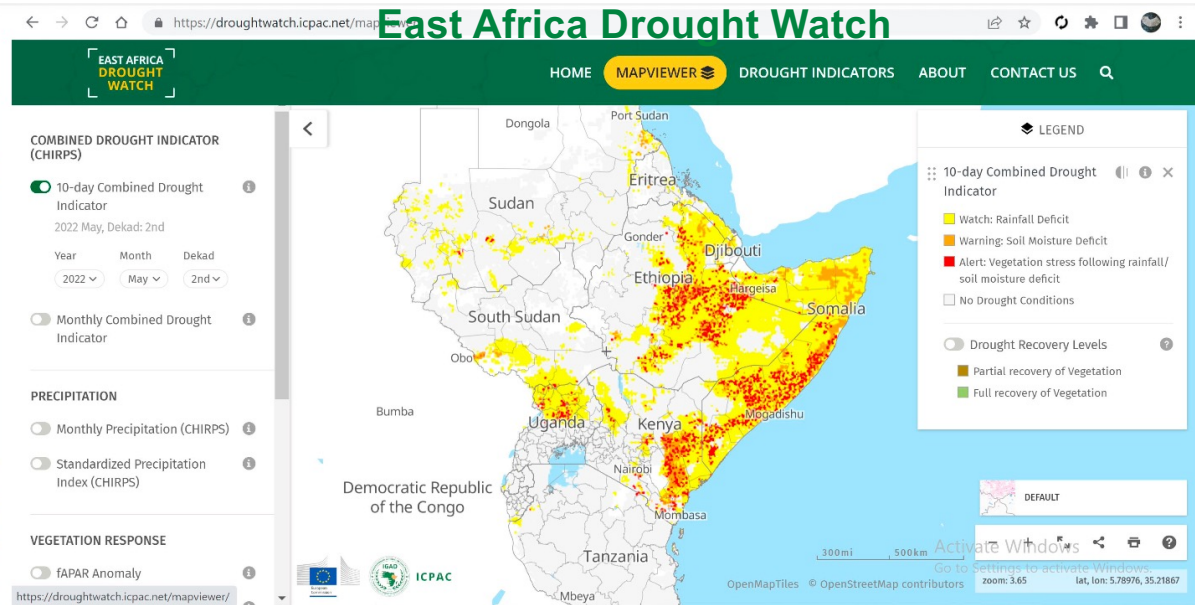 https://droughtwatch.icpac.net/mapviewer/
East Africa Drought Watch
EAST AFRICA
DROUGHT
WATCH
HOME
MAPVIEWER
DROUGHT INDICATORS
ABOUT
CONTACT US
COMBINED DROUGHT INDICATOR
(CHIRPS)
10-day Combined Drought
Indicator
2022 May, Dekad: 2nd
Year Month Dekad
2022 May 2nd
Monthly Combined Drought
Indicator
PRECIPITATION
Monthly Precipitation (CHIRPS)
Standardized Precipitation
Index (CHIRPS)
VEGETATION RESPONSE
fAPAR Anomaly
https://droughtwatch.icpac.net/mapviewer/
Dongola
Port Sudan
Eritrea
Sudan
Gonder
Djibouti
Ethiopia
Hargeisa
Somalia
South Sudan
Obo
Bumba
Uganda
Kenya
Mogadishu
Nairobi
Democratic Republic
of the Congo
Mombasa
Tanzania
Mbeya
IGAD
ICPAC
300mi
500km
OpenMapTiles © OpenStreetMap contributors
LEGEND
10-day Combined Drought
Indicator
Watch: Rainfall Deficit
Warning: Soil Moisture Deficit
Alert: Vegetation stress following rainfall/
soil moisture deficit
No Drought Conditions
Drought Recovery Levels
Partial recovery of Vegetation
Full recovery of Vegetation
DEFAULT
Activate Windows
Go to Settings to activate Windows.
zoom: 3.65
lat, lon: 5.78976, 35.21867